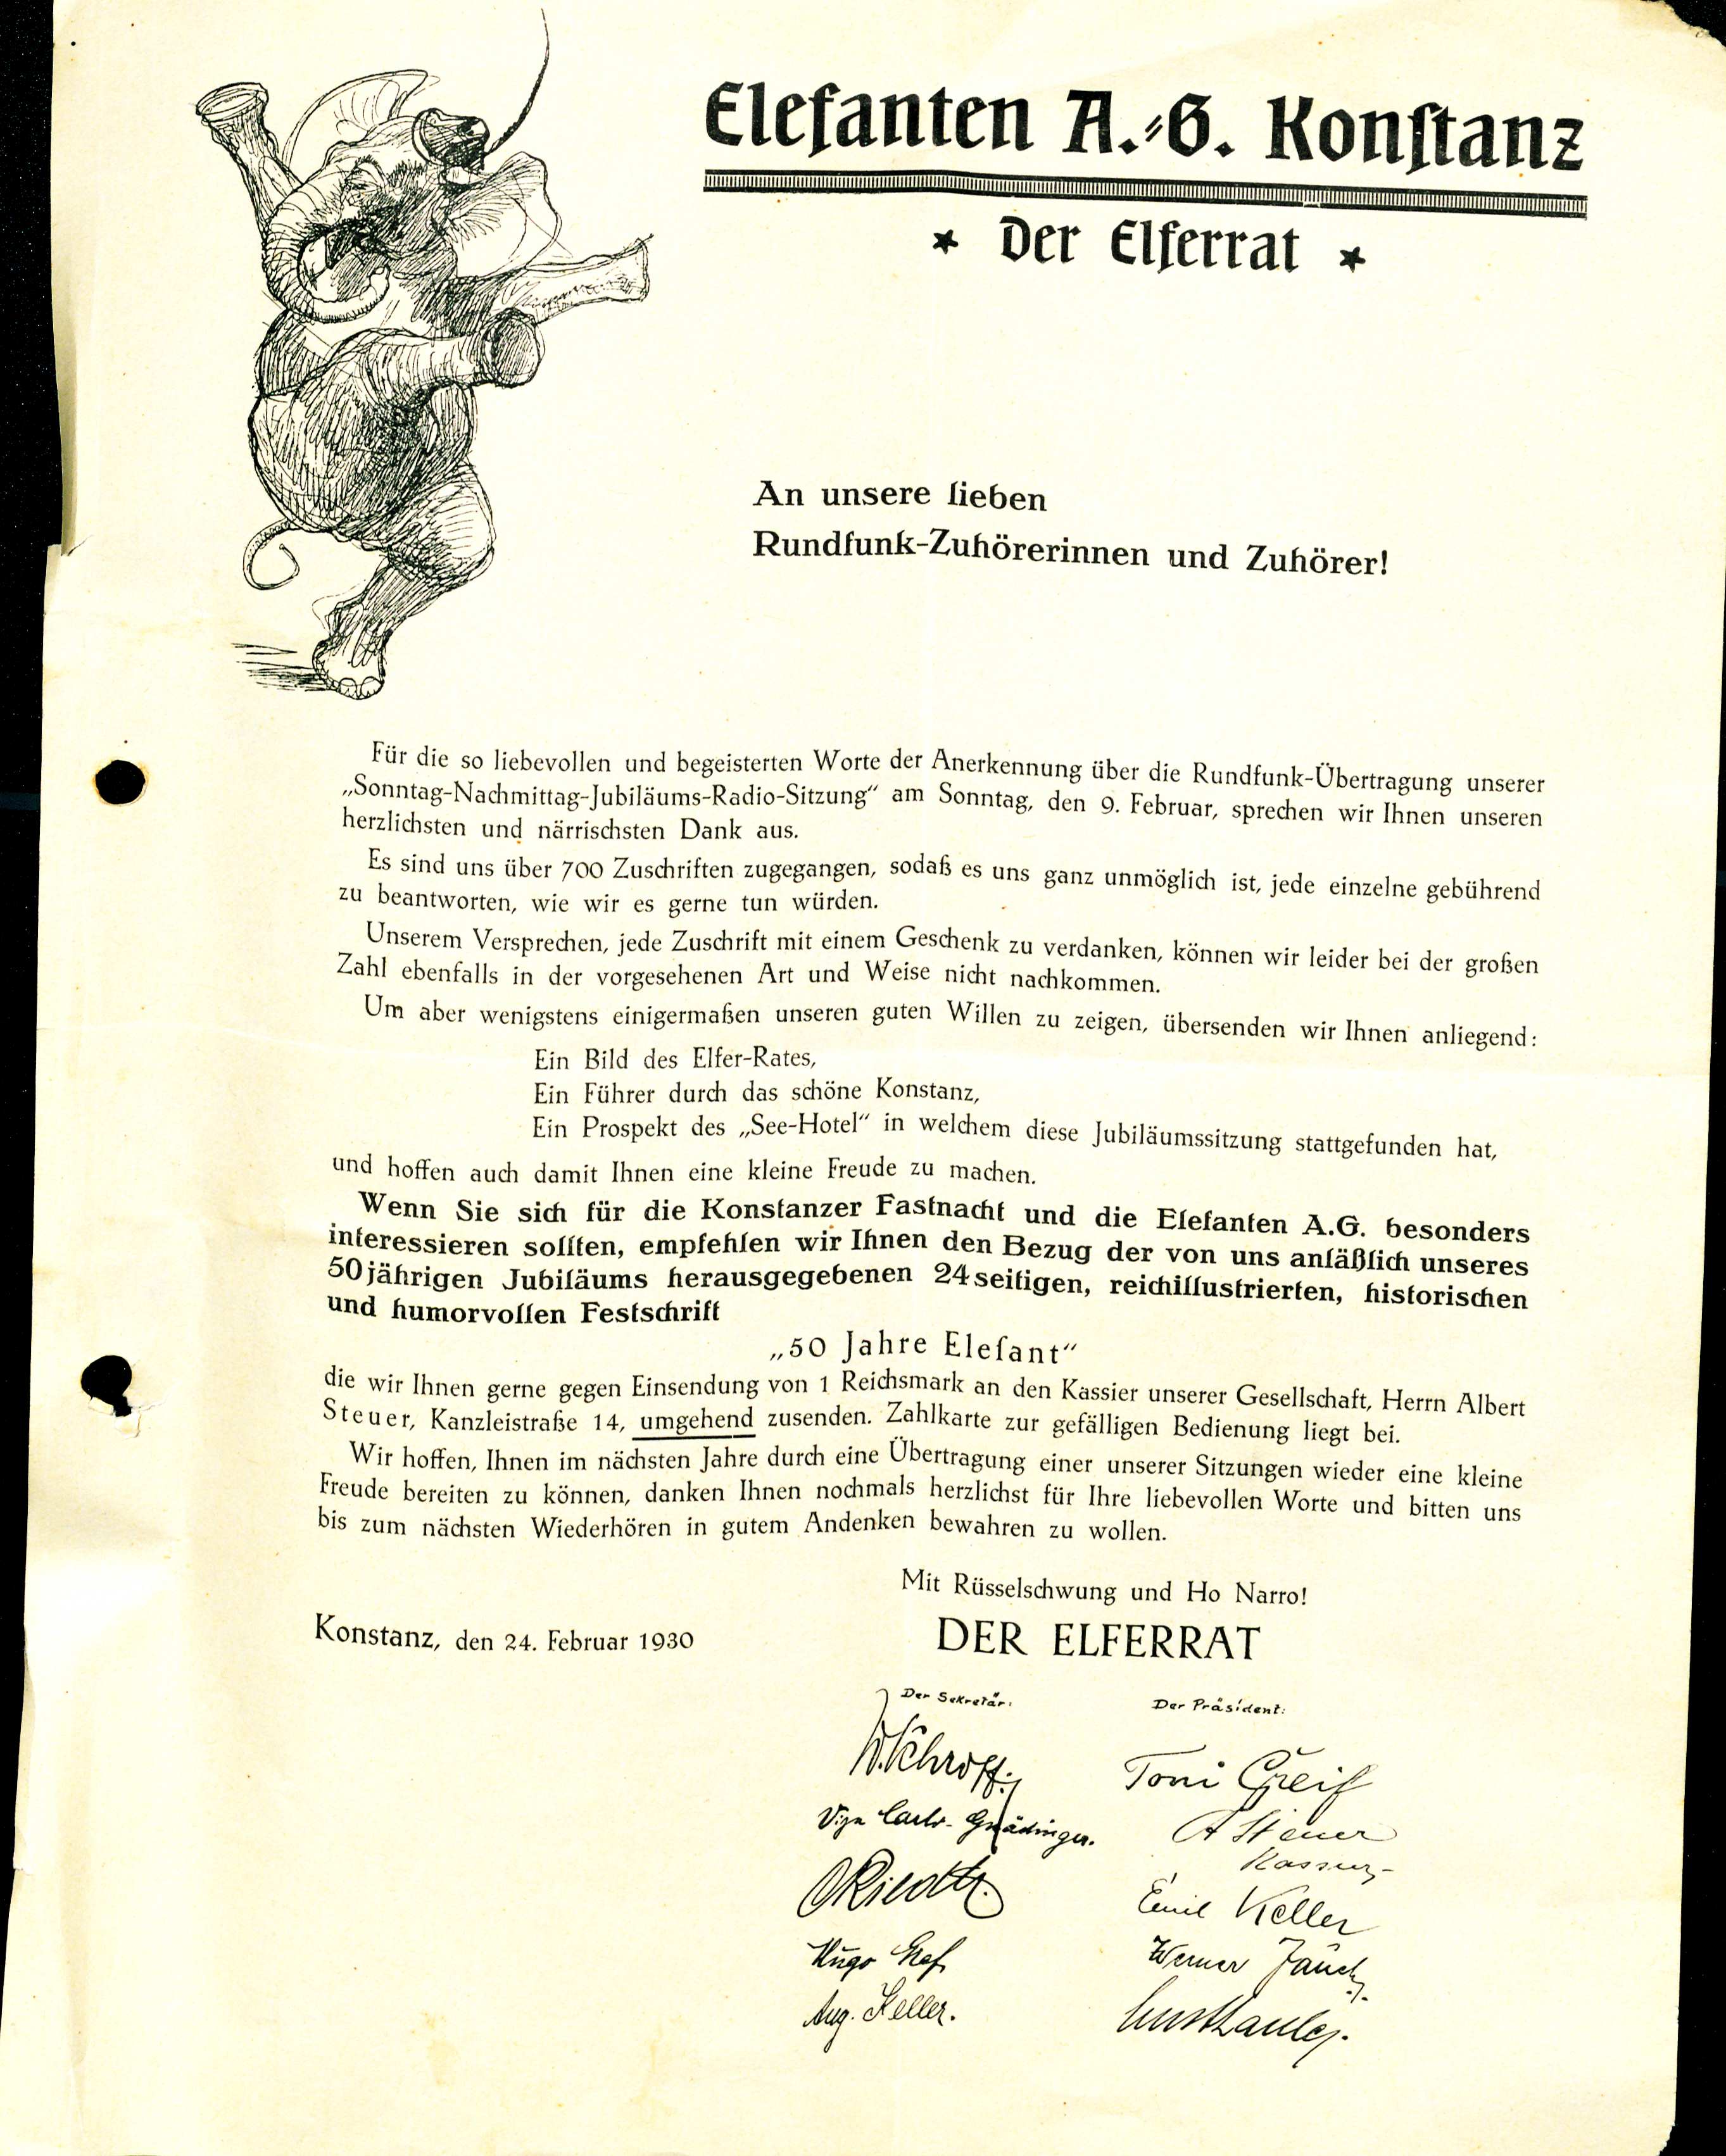 Elefanten A.-G. Konstanz
* Der Elferrat *
An unsere lieben
Rundfunk-Zuhörerinnen und Zuhörer!
Für die so liebevollen und begeisterten Worte der Anerkennung über die Rundfunk-Übertragung unserer
„Sonntag-Nachmittag-Jubiläums-Radio-Sitzung“ am Sonntag, den 9. Februar, sprechen wir Ihnen unseren
herzlichsten und närrischsten Dank aus.
Es sind uns über 700 Zuschriften zugegangen, sodaß es uns ganz unmöglich ist, jede einzelne gebührend
zu beantworten, wie wir es gerne tun würden.
Unserem Versprechen, jede Zuschrift mit einem Geschenk zu verdanken, können wir leider bei der großen
Zahl ebenfalls in der vorgesehenen Art und Weise nicht nachkommen.
Um aber wenigstens einigermaßen unseren guten Willen zu zeigen, übersenden wir Ihnen anliegend:
Ein Bild des Elfer-Rates,
Ein Führer durch das schöne Konstanz,
Ein Prospekt des „See-Hotel“ in welchem diese Jubiläumssitzung stattgefunden hat,
und hoffen auch damit Ihnen eine kleine Freude zu machen.
Wenn Sie sich für die Konstanzer Fastnacht und die Elefanten A.G. besonders
interessieren sollten, empfehlen wir Ihnen den Bezug der von uns anläßlich unseres
50jährigen Jubiläums herausgegebenen 24seitigen, reichillustrierten, historischen
und humorvollen Festschrift
„50 Jahre Elefant“
die wir Ihnen gerne gegen Einsendung von 1 Reichsmark an den Kassier unserer Gesellschaft, Herrn Albert
Steuer, Kanzleistraße 14, umgehend zusenden. Zahlkarte zur gefälligen Bedienung liegt bei.
Wir hoffen, Ihnen im nächsten Jahre durch eine Übertragung einer unserer Sitzungen wieder eine kleine
Freude bereiten zu können, danken Ihnen nochmals herzlichst für Ihre liebevollen Worte und bitten uns
bis zum nächsten Wiederhören in gutem Andenken bewahren zu wollen.
Mit Rüsselschwung und Ho Narro!
Konstanz, den 24. Februar 1930
DER ELFERRAT
Der Sekretär:
Der Präsident:
Schroff
Toni Greif
Gnädinger.
A Steuer
Kassier
Emil Keller
Hugo
Werner
Aug. Keller.